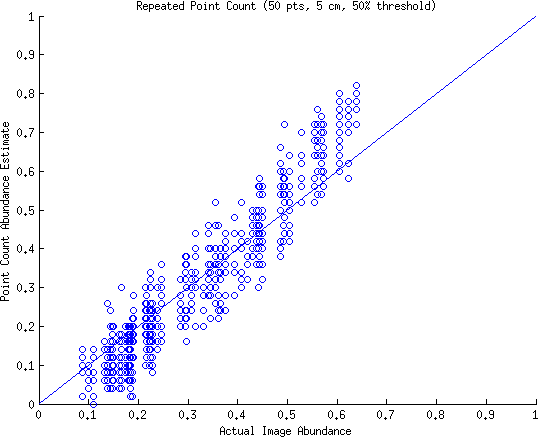 Repeated Point Count (50 pts, 5 cm, 50% threshold)
1
0.9
0.8
0.7
0.6
0.5
0.4
0.3
0.2
0.1
0
Point Count Abundance Estimate
0 0.1 0.2 0.3 0.4 0.5 0.6 0.7 0.8 0.9 1
Actual Image Abundance